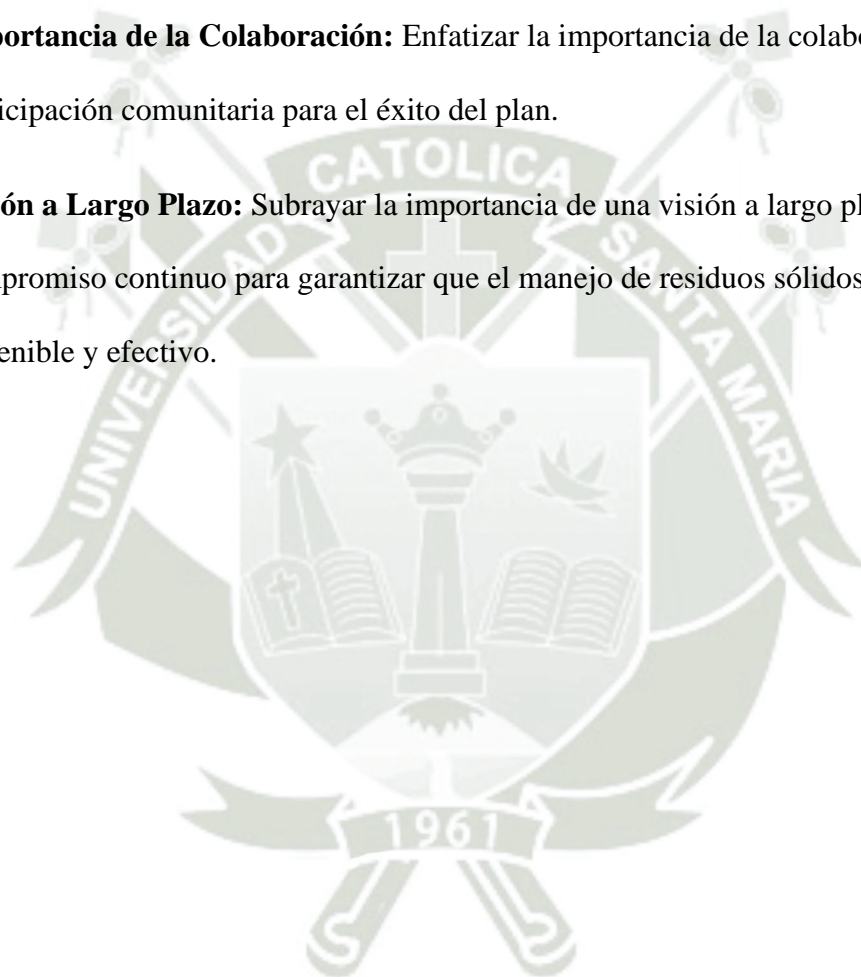 portancia de la Colaboración: Enfatizar la importancia de la colabo
ticipación comunitaria para el éxito del plan.
ón a Largo Plazo: Subrayar la importancia de una visión a largo pl
promiso continuo para garantizar que el manejo de residuos sólidos
enible y efectivo.
UNIVERSIDAD CATOLICA SANTA MARIA
1961